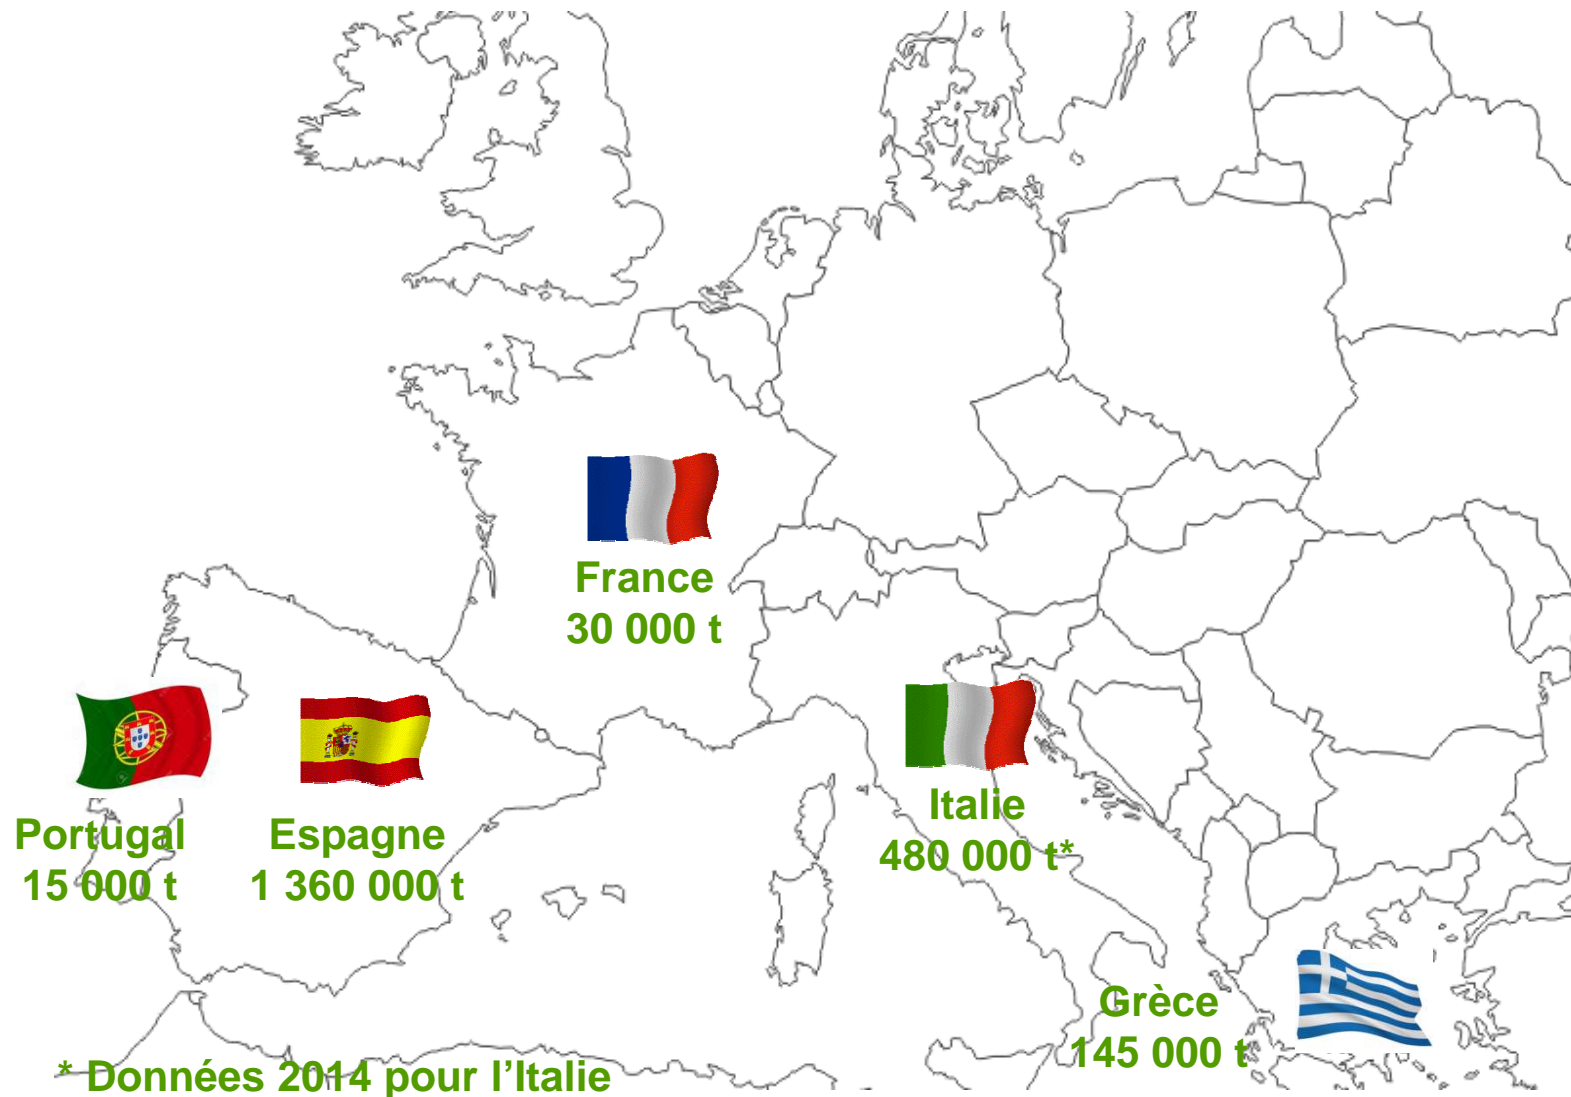 France
30 000 t
Portugal
15 000 t
Espagne
1 360 000 t
Italie
480 000 t*
Grèce
145 000 t
* Données 2014 pour l’Italie